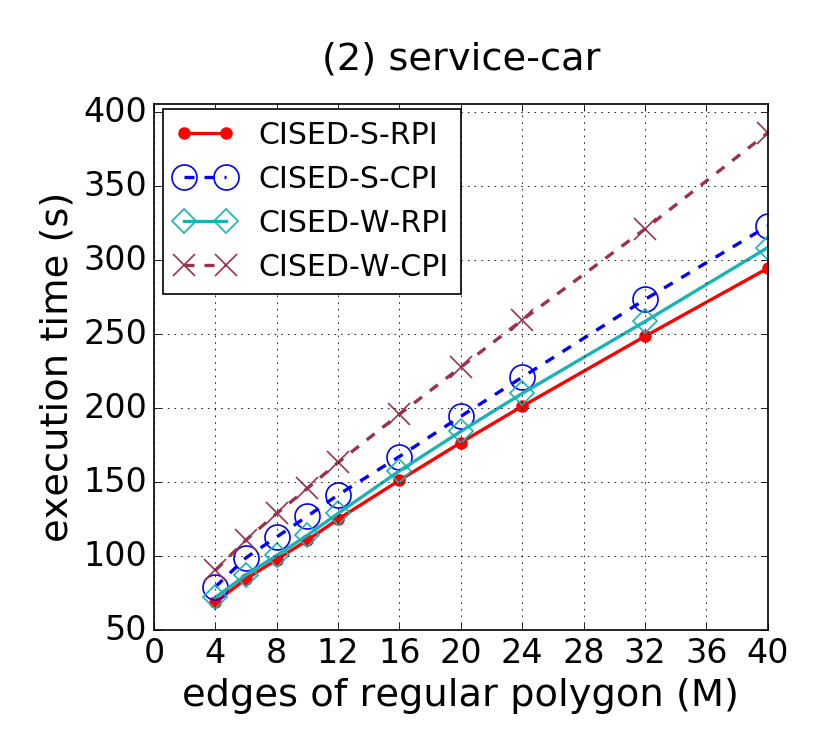 (2) service-car
400
350
300
250
200
150
100
50
execution time (s)
CISED-S-RPI
CISED-S-CPI
CISED-W-RPI
CISED-W-CPI
0 4 8 12 16 20 24 28 32 36 40
edges of regular polygon (M)